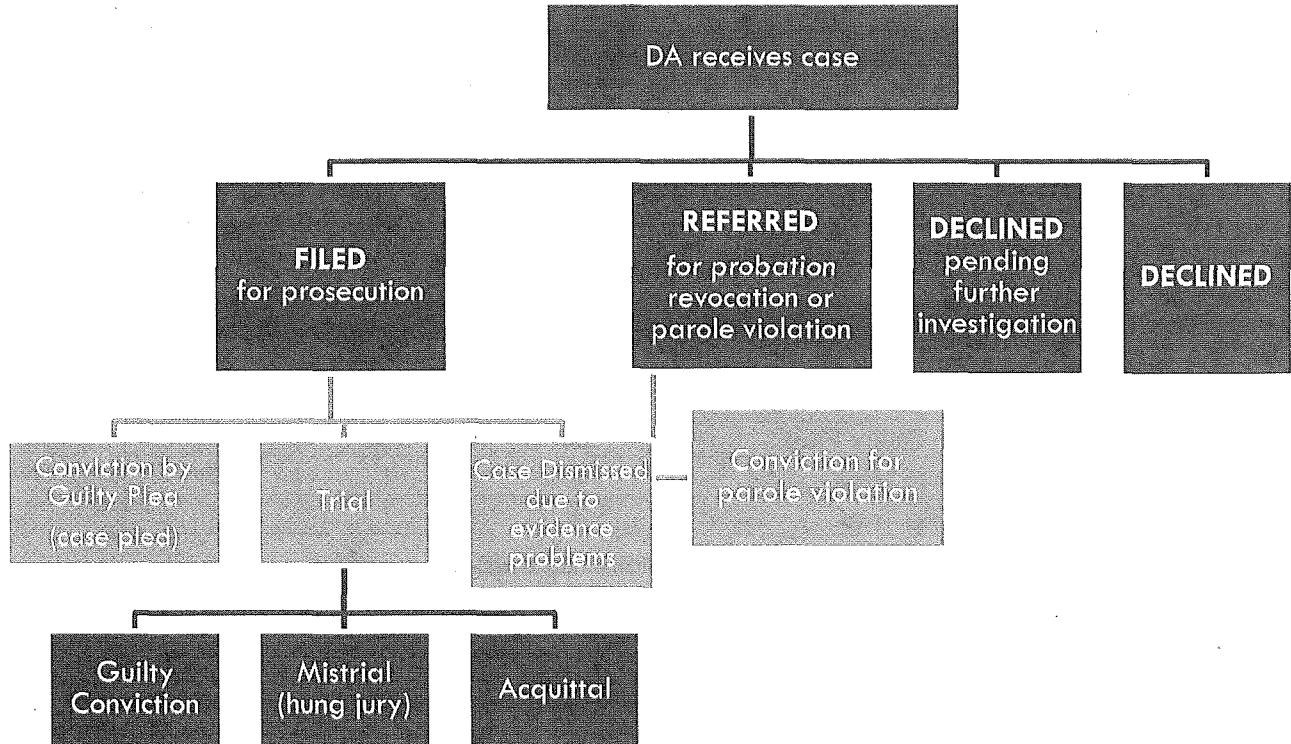 DA receives case
FILED
for prosecution
REFERRED
for probation
revocation or
parole violation
DECLINED
pending
further
investigation
DECLINED
Conviction by
Guilty Plea
(case pled)
Trial
Case Dismissed
due to
evidence
problems
Conviction for
parole violation
Guilty
Conviction
Mistrial
(hung jury)
Acquittal